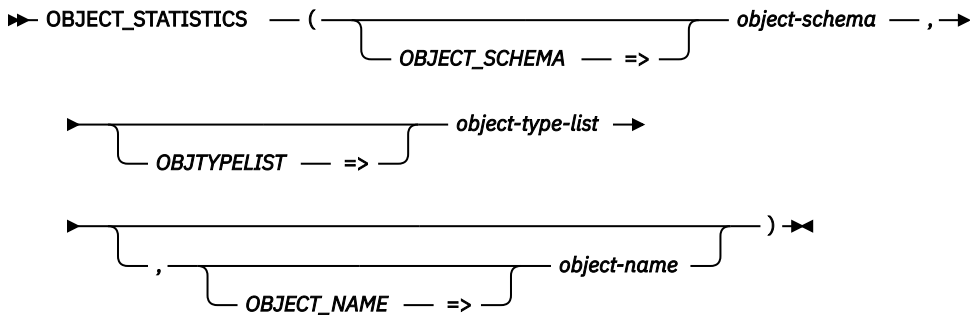 OBJECT_STATISTICS ( object-schema ,
OBJECT_SCHEMA =>
object-type-list
OBJTYPELIST =>
)
, object-name
OBJECT_NAME =>